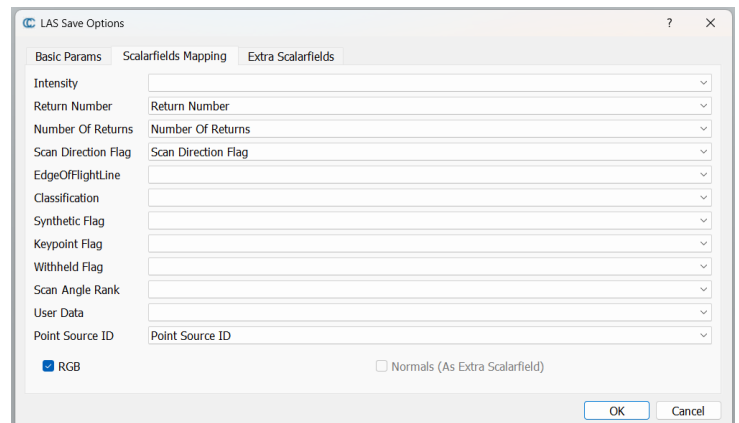 LAS Save Options
Basic Params Scalarfields Mapping Extra Scalarfields
Intensity
Return Number Return Number
Number Of Returns Number Of Returns
Scan Direction Flag Scan Direction Flag
EdgeOfFlightLine
Classification
Synthetic Flag
Keypoint Flag
Withheld Flag
Scan Angle Rank
User Data
Point Source ID Point Source ID
RGB Normals (As Extra Scalarfield)
OK Cancel